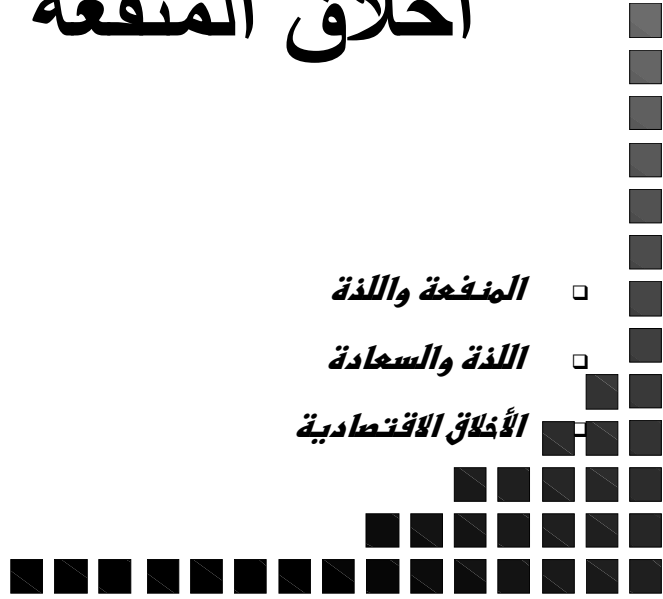 أخلاق المنفعة
المنفعة واللذة
اللذة والسعادة
الأخلاق الاقتصادية